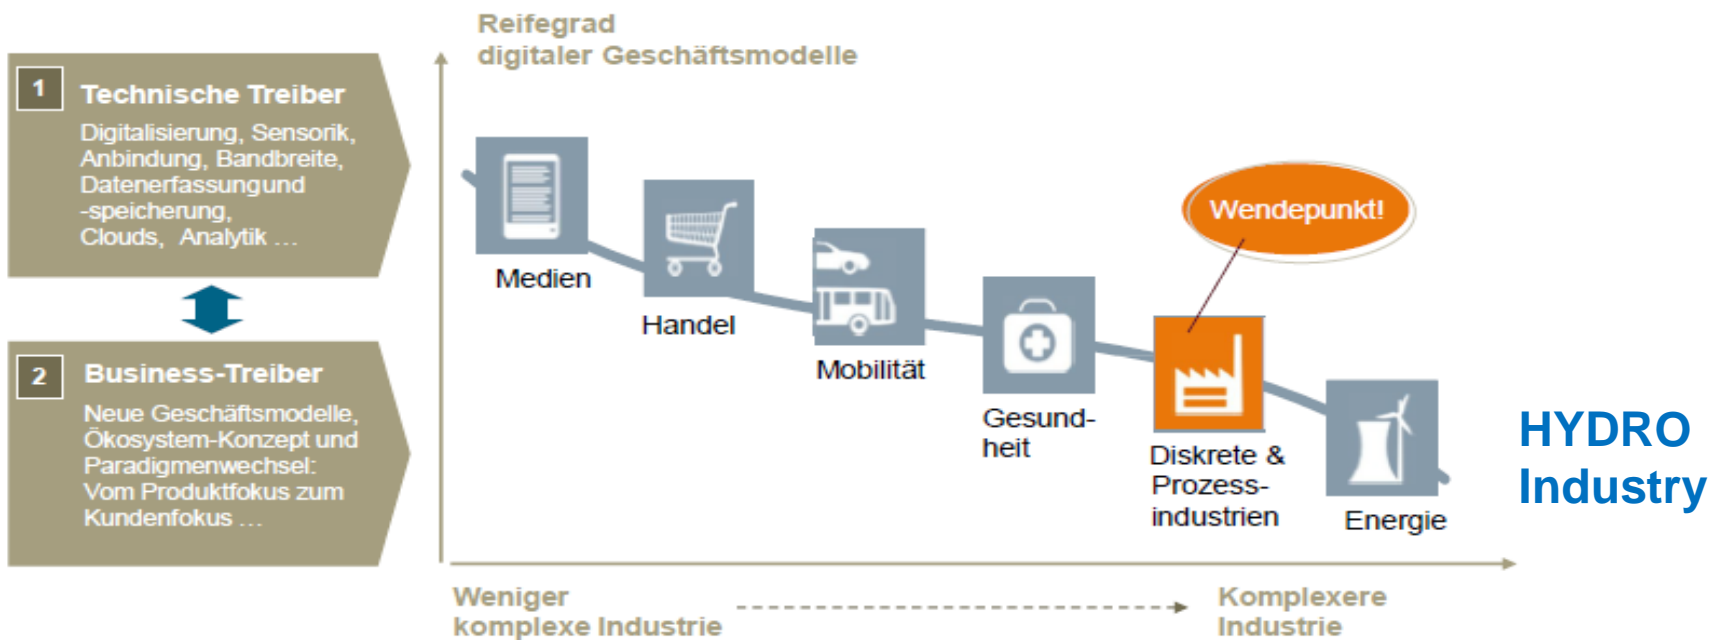 Reifegrad
digitaler Geschäftsmodelle
1
Technische Treiber
Digitalisierung, Sensorik,
Anbindung, Bandbreite,
Datenerfassungund
-speicherung,
Clouds, Analytik ...
2
Business-Treiber
Neue Geschäftsmodelle,
Ökosystem-Konzept und
Paradigmenwechsel:
Vom Produktfokus zum
Kundenfokus ...
Medien
Handel
Mobilität
Gesund-
heit
Wendepunkt!
Diskrete &
Prozess-
industrien
Energie
HYDRO
Industry
Weniger
komplexe Industrie
Komplexere
Industrie